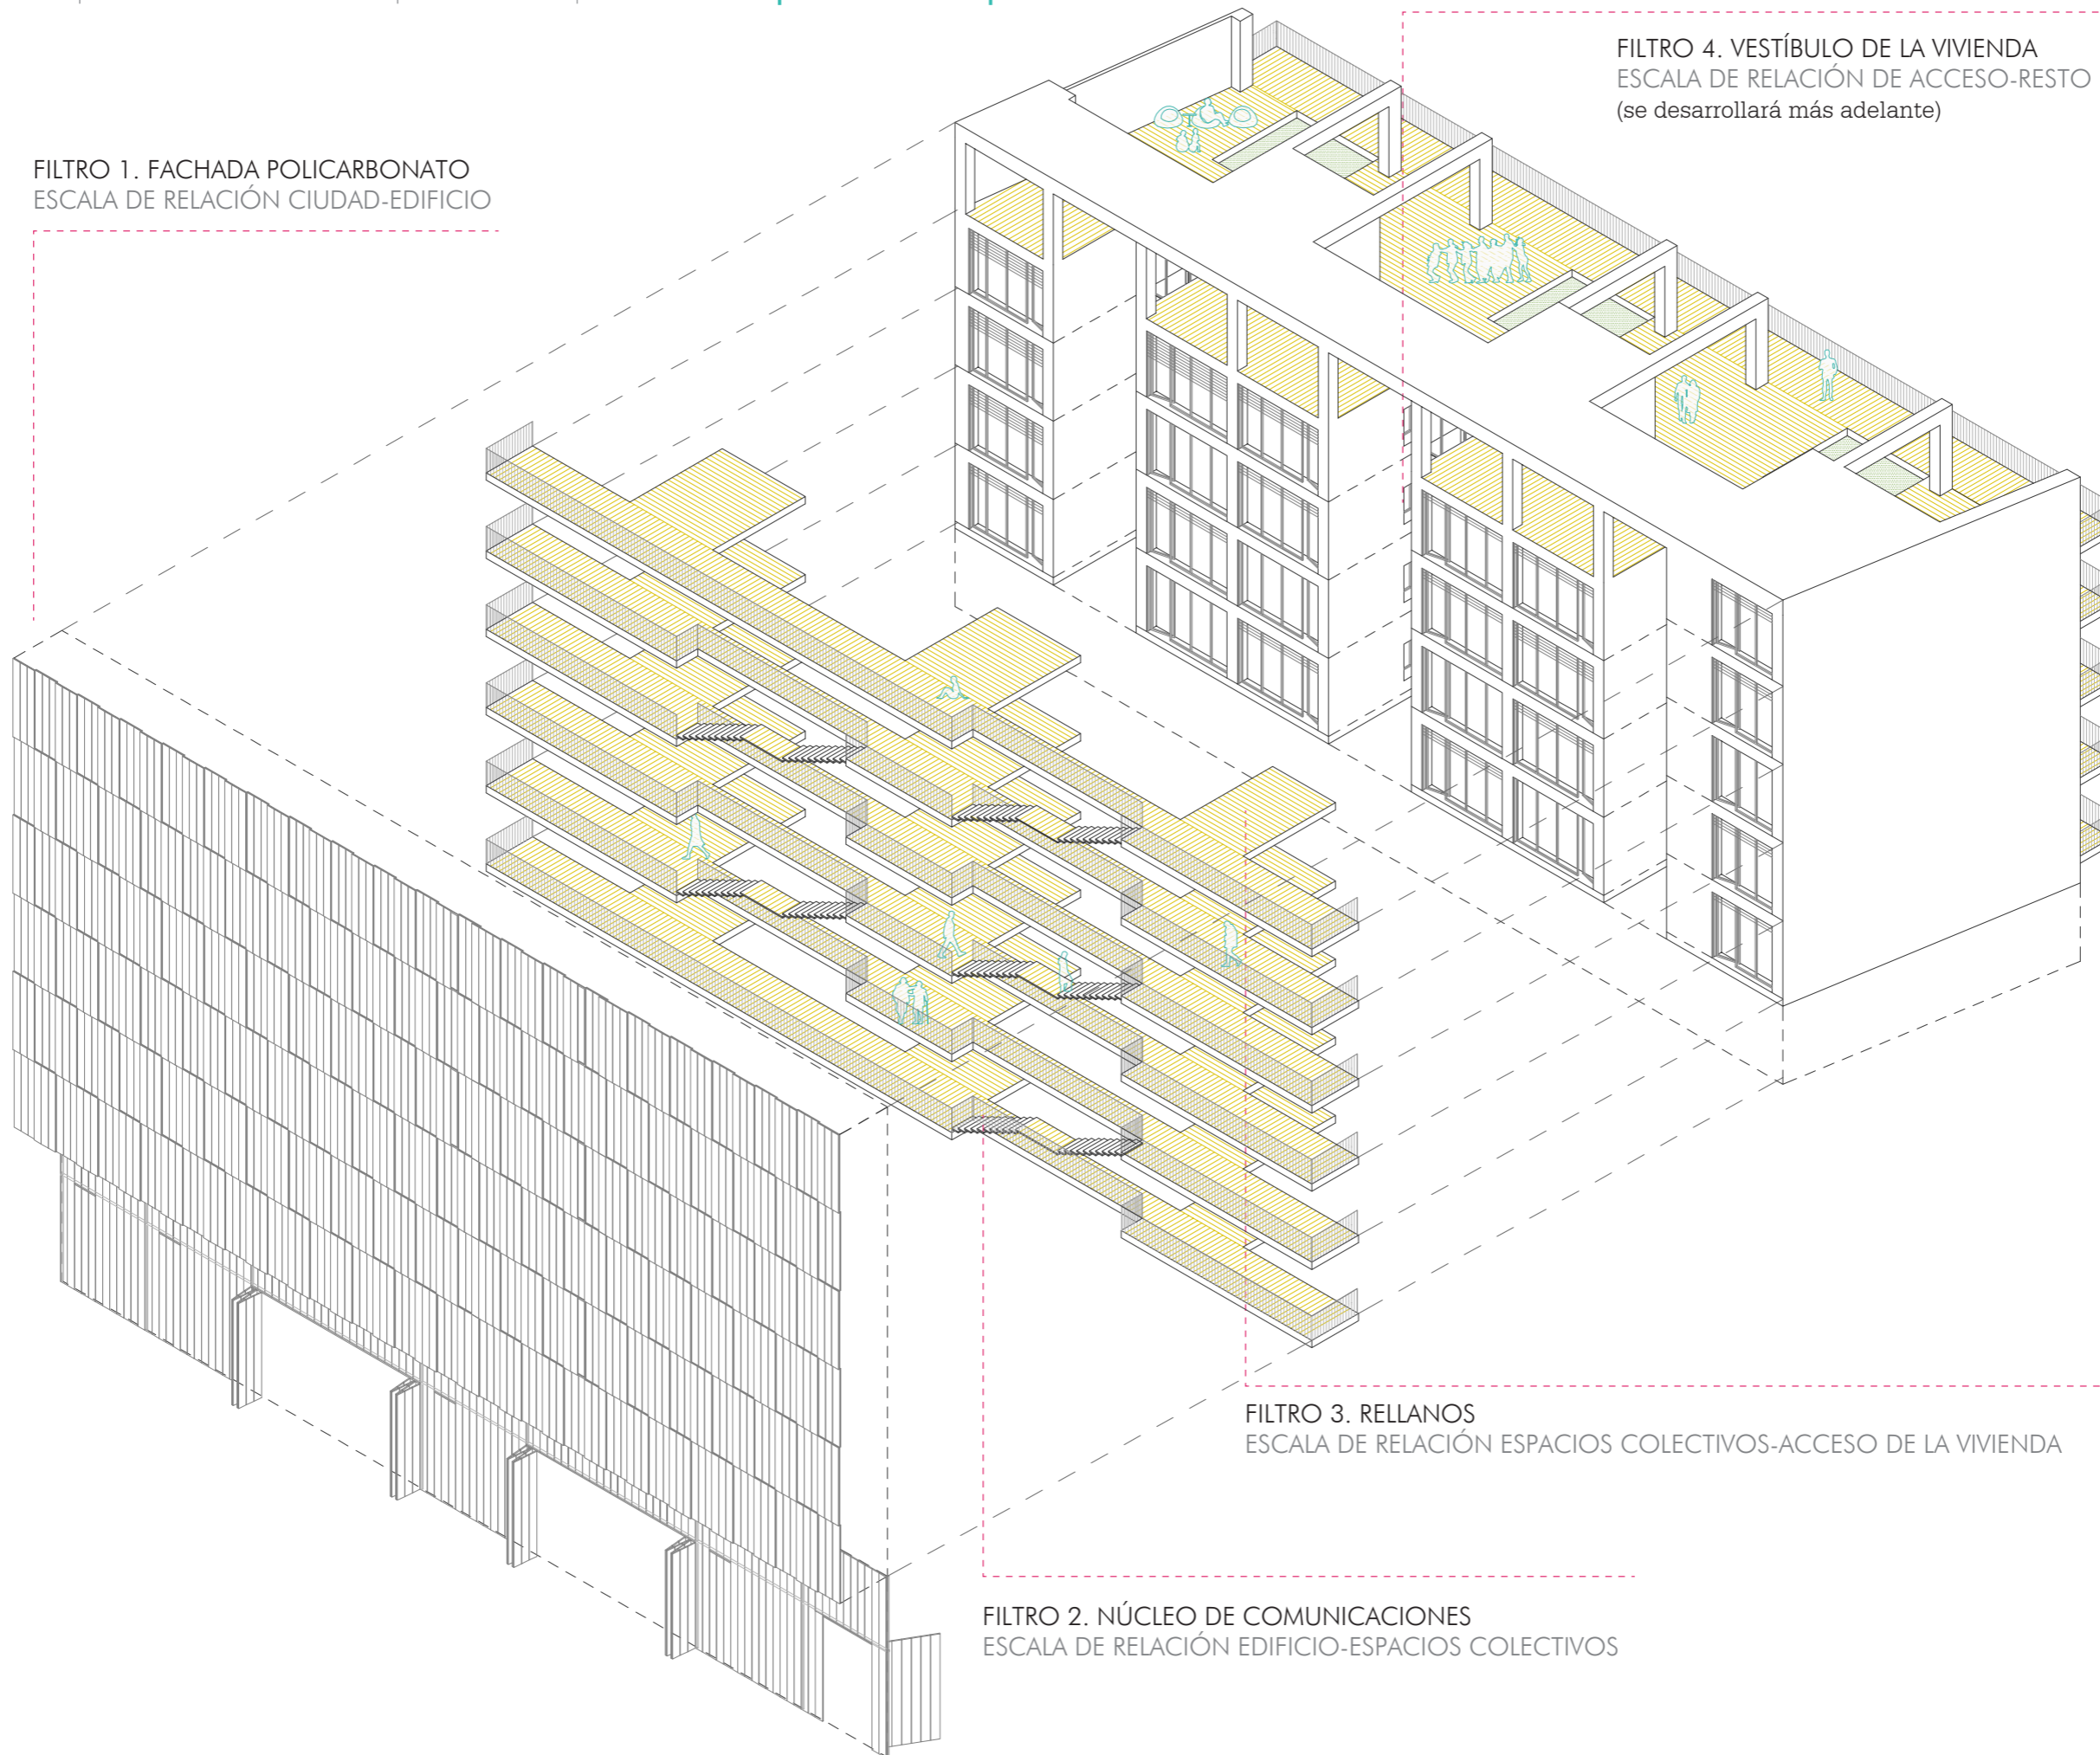 FILTRO 4. VESTÍBULO DE LA VIVIENDA
ESCALA DE RELACIÓN DE ACCESO-RESTO
(se desarrollará más adelante)
FILTRO 1. FACHADA POLICARBONATO
ESCALA DE RELACIÓN CIUDAD-EDIFICIO
FILTRO 3. RELLANOS
ESCALA DE RELACIÓN ESPACIOS COLECTIVOS-ACCESO DE LA VIVIENDA
FILTRO 2. NÚCLEO DE COMUNICACIONES
ESCALA DE RELACIÓN EDIFICIO-ESPACIOS COLECTIVOS